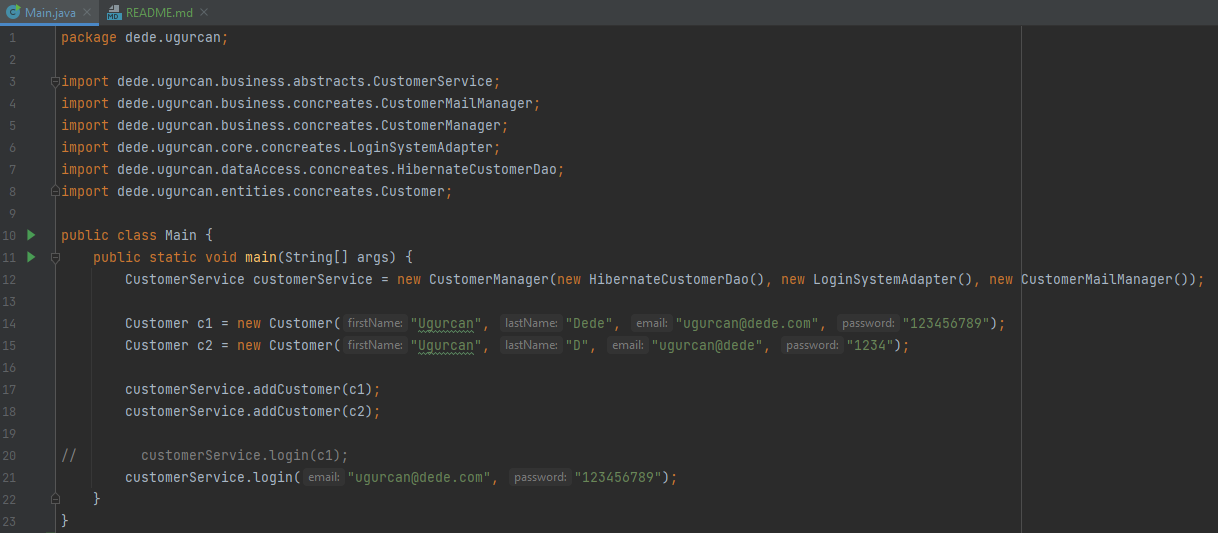 Main.java README.md
1 package dede.ugurcan;
2
3 import dede.ugurcan.business.abstracts.CustomerService;
4 import dede.ugurcan.business.concreates.CustomerMailManager;
5 import dede.ugurcan.business.concreates.CustomerManager;
6 import dede.ugurcan.core.concreates.LoginSystemAdapter;
7 import dede.ugurcan.dataAccess.concreates.HibernateCustomerDao;
8 import dede.ugurcan.entities.concreates.Customer;
9
10 public class Main {
11     public static void main(String[] args) {
12         CustomerService customerService = new CustomerManager(new HibernateCustomerDao(), new LoginSystemAdapter(), new CustomerMailManager());
13
14         Customer c1 = new Customer( firstName: "Ugurcan", lastName: "Dede", email: "ugurcan@dede.com", password: "123456789");
15         Customer c2 = new Customer( firstName: "Ugurcan", lastName: "D", email: "ugurcan@dede", password: "1234");
16
17         customerService.addCustomer(c1);
18         customerService.addCustomer(c2);
19
20 //        customerService.login(c1);
21         customerService.login( email: "ugurcan@dede.com", password: "123456789");
22     }
23 }